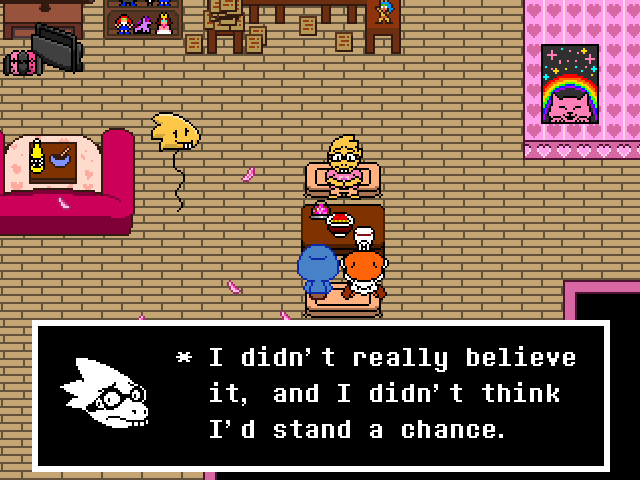 * I didn't really believe
it, and I didn't think
I'd stand a chance.